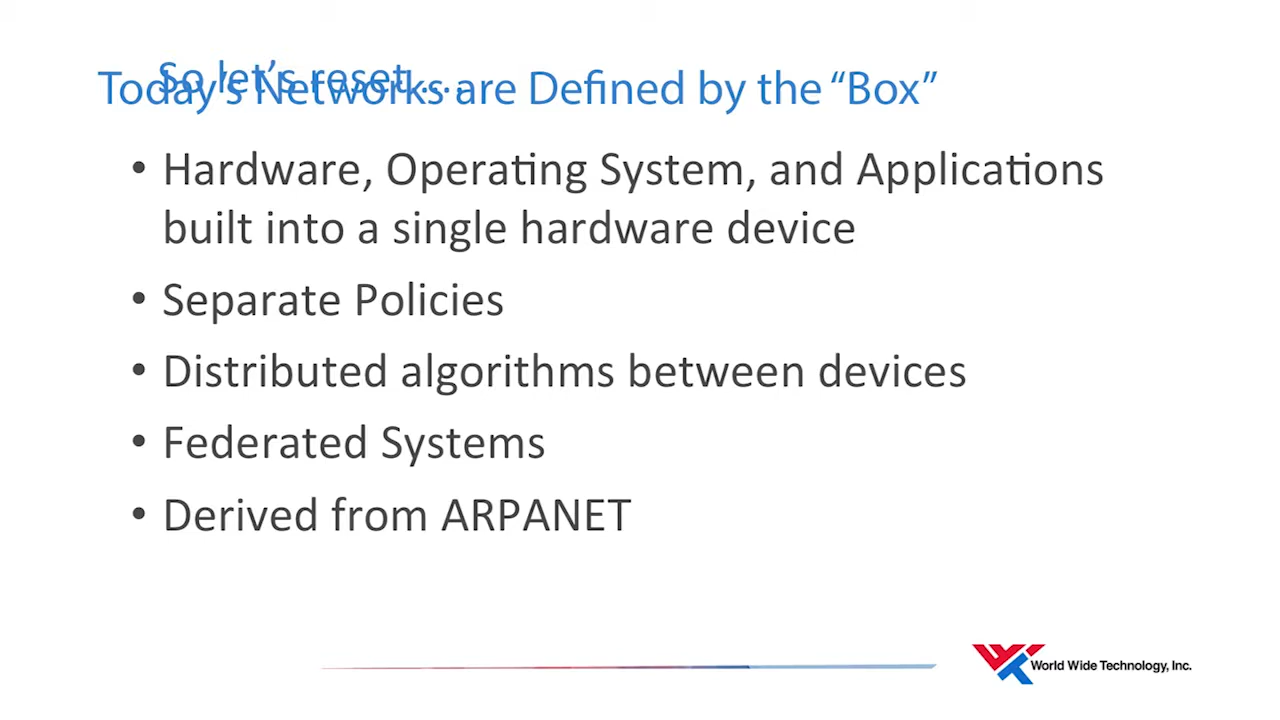 So let’s reset....
Today’s Networks are Defined by the “Box”
• Hardware, Operating System, and Applications
built into a single hardware device
• Separate Policies
• Distributed algorithms between devices
• Federated Systems
• Derived from ARPANET
World Wide Technology, Inc.